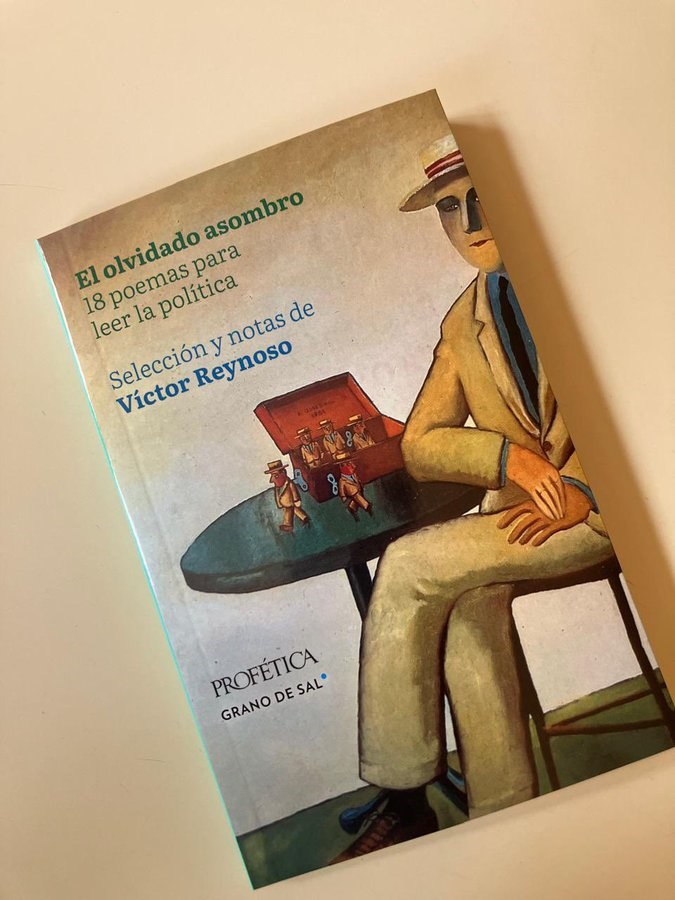 El olvidado asombro
18 poemas para
leer la política
Selección y notas de
Víctor Reynoso
PROFÉTICA
GRANO DE SAL